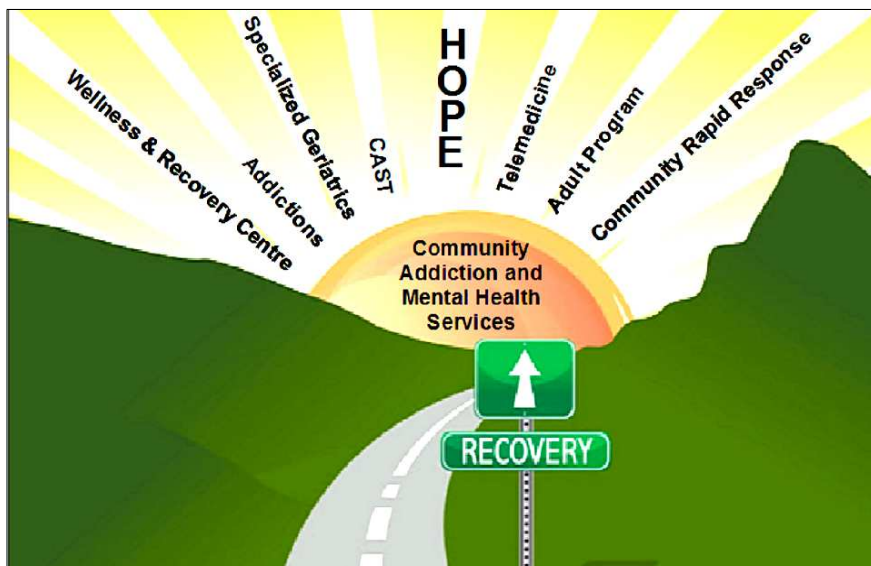 Wellness & Recovery Centre
Addictions
Specialized Geriatrics
CAST
HOPE
Telemedicine
Adult Program
Community Rapid Response
Community
Addiction and
Mental Health
Services
RECOVERY